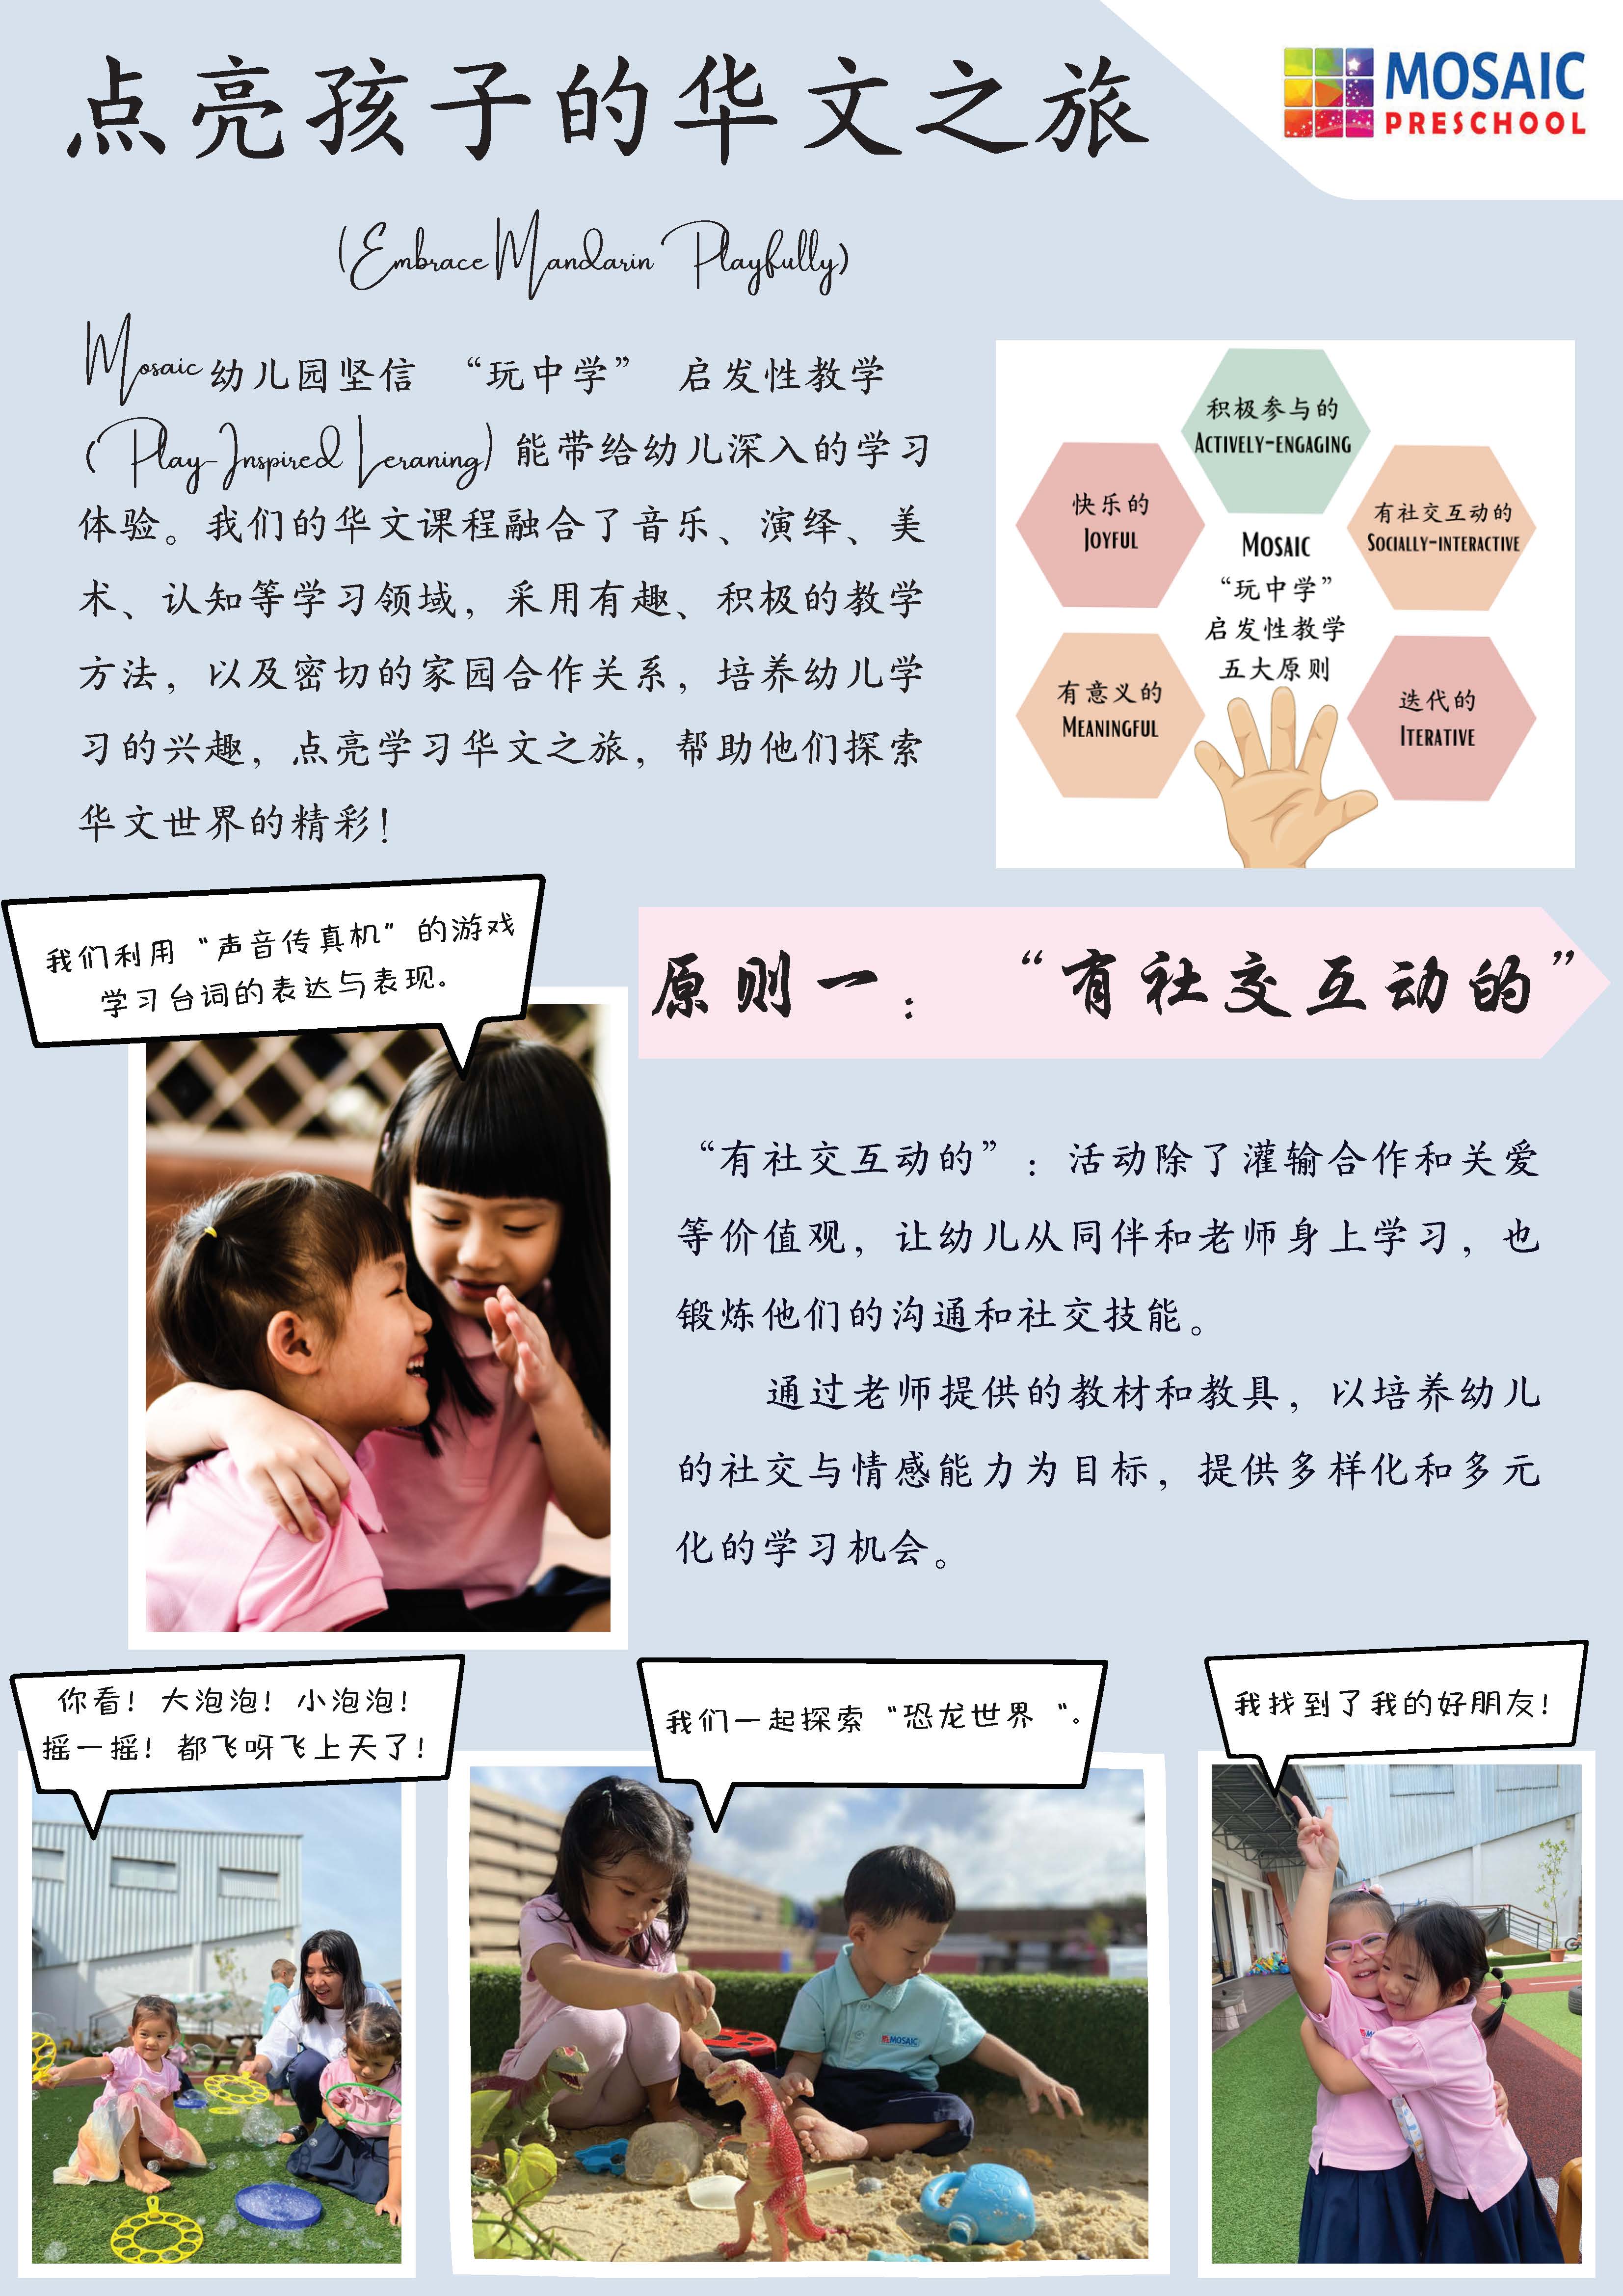 点亮孩子的华文之旅
MOSAIC
PRESCHOOL
(Embrace Mandarin Playfully)
Mosaic幼儿园坚信 “玩中学” 启发性教学
(Play-Inspired Leraning) 能带给幼儿深入的学习
体验。我们的华文课程融合了音乐、演绎、美
术、认知等学习领域，采用有趣、积极的教学
方法，以及密切的家园合作关系，培养幼儿学
习的兴趣，点亮学习华文之旅，帮助他们探索
华文世界的精彩！
积极参与的
ACTIVELY-ENGAGING
快乐的
JOYFUL
有社交互动的
SOCIALLY-INTERACTIVE
MOSAIC
“玩中学”
启发性教学
五大原则
有意义的
MEANINGFUL
迭代的
ITERATIVE
我们利用“声音传真机”的游戏
学习台词的表达与表现。
原则一：“有社交互动的”
“有社交互动的”：活动除了灌输合作和关爱
等价值观，让幼儿从同伴和老师身上学习，也
锻炼他们的沟通和社交技能。
通过老师提供的教材和教具，以培养幼儿
的社交与情感能力为目标，提供多样化和多元
化的学习机会。
你看！大泡泡！小泡泡！
摇一摇！都飞呀飞上天了！
我们一起探索“恐龙世界“。
我找到了我的好朋友！
MOSAIC